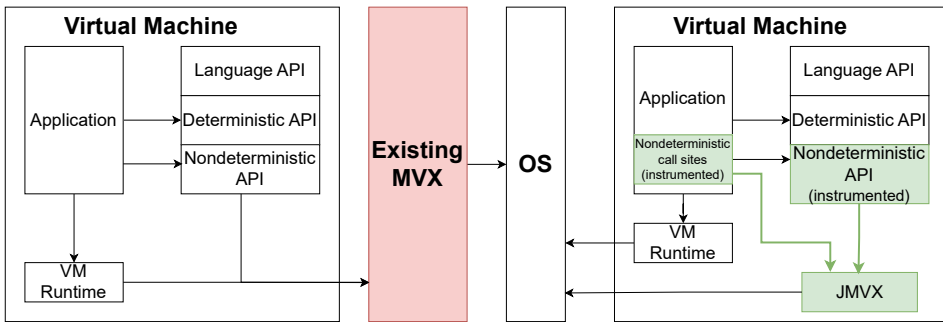 Virtual Machine
Language API
Application
Deterministic API
Nondeterministic
API
VM
Runtime
Existing
MVX
OS
Virtual Machine
Language API
Application
Deterministic API
Nondeterministic
call sites
(instrumented)
Nondeterministic
API
(instrumented)
VM
Runtime
JMVX